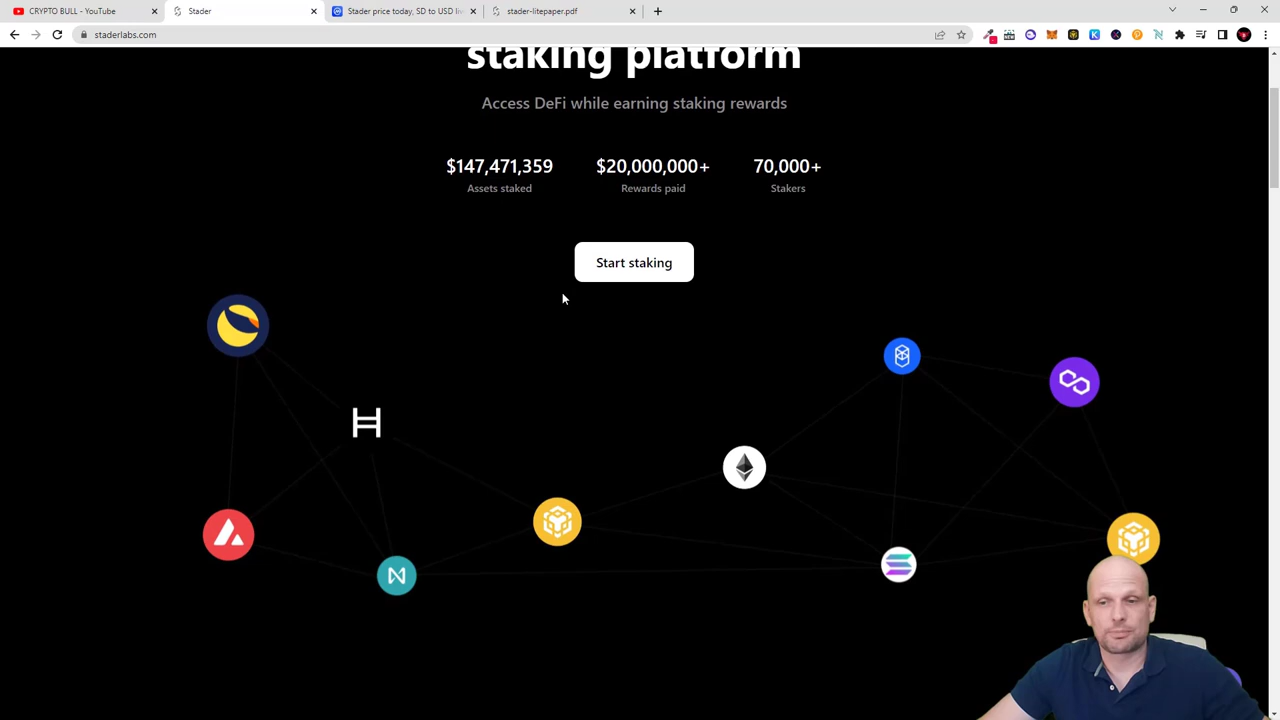 CRYPTO BULL - YouTube
Stader
Stader price today, SD to USD liv
stader-litepaper.pdf
staderlabs.com
staking platform
Access DeFi while earning staking rewards
$147,471,359
Assets staked
$20,000,000+
Rewards paid
70,000+
Stakers
Start staking